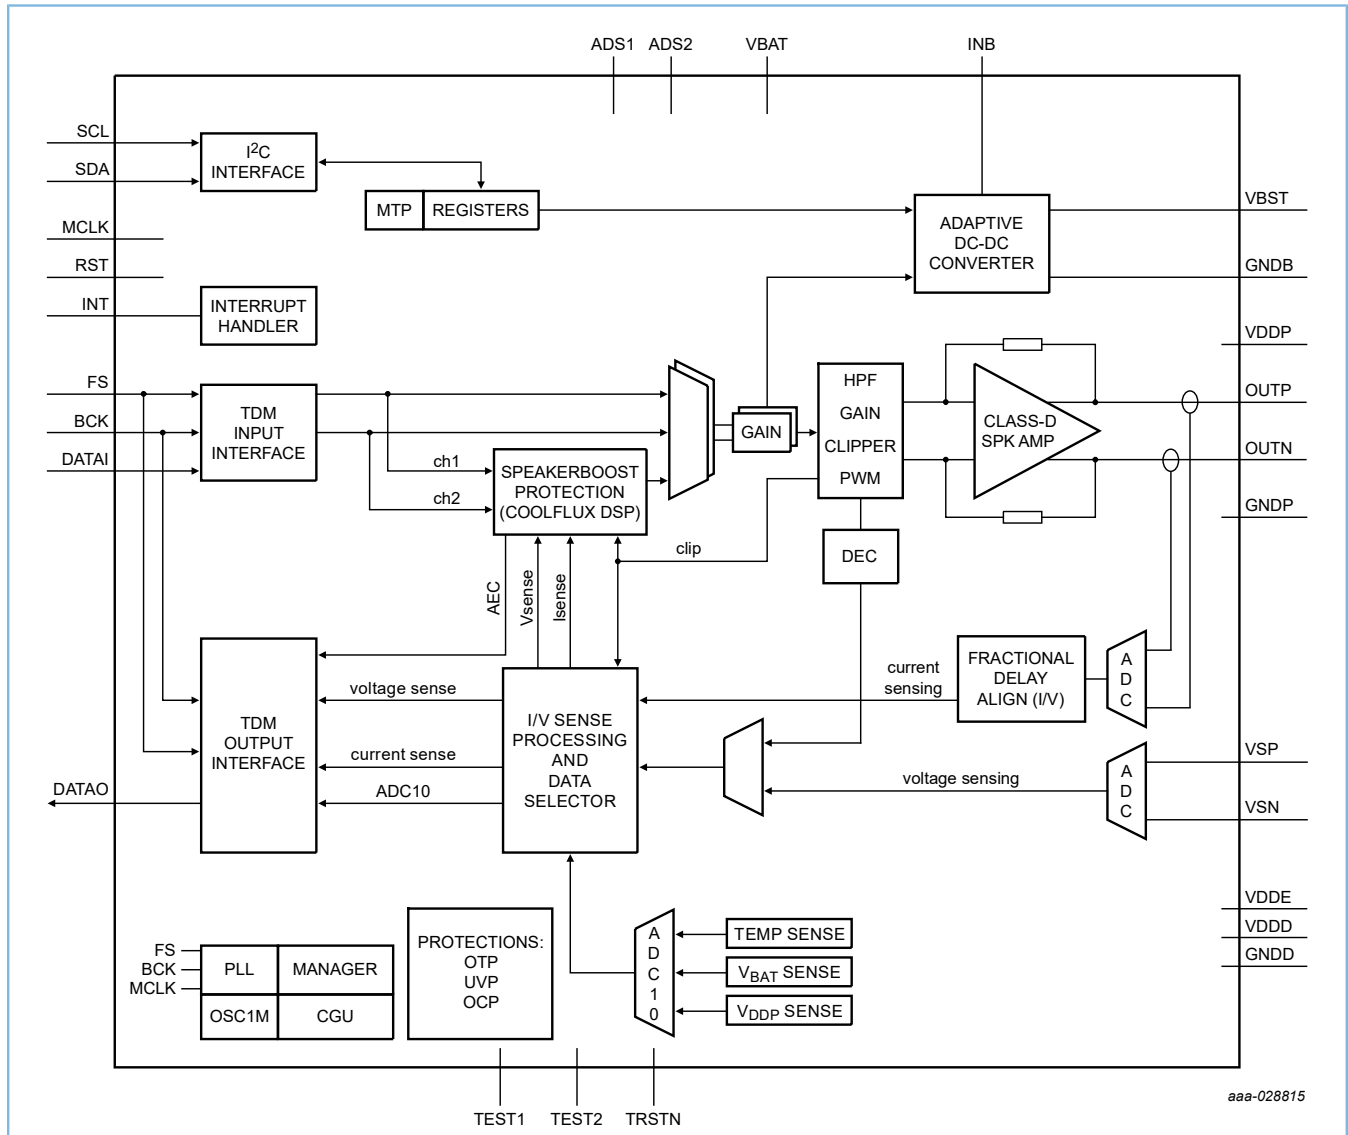 ADS1 ADS2 VBAT INB
SCL
SDA
I2C
INTERFACE
MTP REGISTERS
ADAPTIVE
DC-DC
CONVERTER
VBST
GNDB
MCLK
RST
INT
INTERRUPT
HANDLER
VDDP
FS
BCK
DATAI
TDM
INPUT
INTERFACE
ch1
ch2
SPEAKERBOOST
PROTECTION
(COOLFLUX DSP)
GAIN
HPF
GAIN
CLIPPER
PWM
CLASS-D
SPK AMP
OUTP
OUTN
GNDP
clip
DEC
AEC
Vsense
Isense
TDM
OUTPUT
INTERFACE
voltage sense
current sense
ADC10
I/V SENSE
PROCESSING
AND
DATA
SELECTOR
current
sensing
FRACTIONAL
DELAY
ALIGN (I/V)
A
D
C
voltage sensing
A
D
C
VSP
VSN
DATAO
VDDE
VDDD
GNDD
FS
BCK
MCLK
PLL MANAGER
OSC1M CGU
PROTECTIONS:
OTP
UVP
OCP
A
D
C
1
0
TEMP SENSE
VBAT SENSE
VDDP SENSE
TEST1 TEST2 TRSTN
aaa-028815